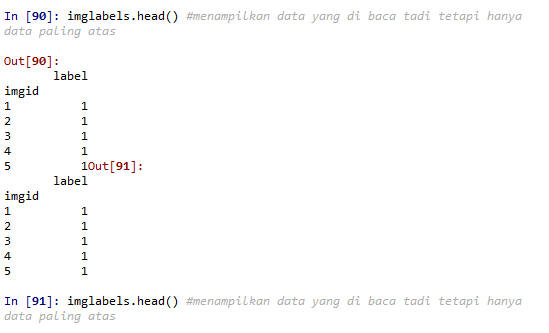 In [90]: imglabels.head() #menampilkan data yang di baca tadi tetapi hanya
data paling atas
Out[90]:
label
imgid
1 1
2 1
3 1
4 1
5 1Out[91]:
label
imgid
1 1
2 1
3 1
4 1
5 1
In [91]: imglabels.head() #menampilkan data yang di baca tadi tetapi hanya
data paling atas